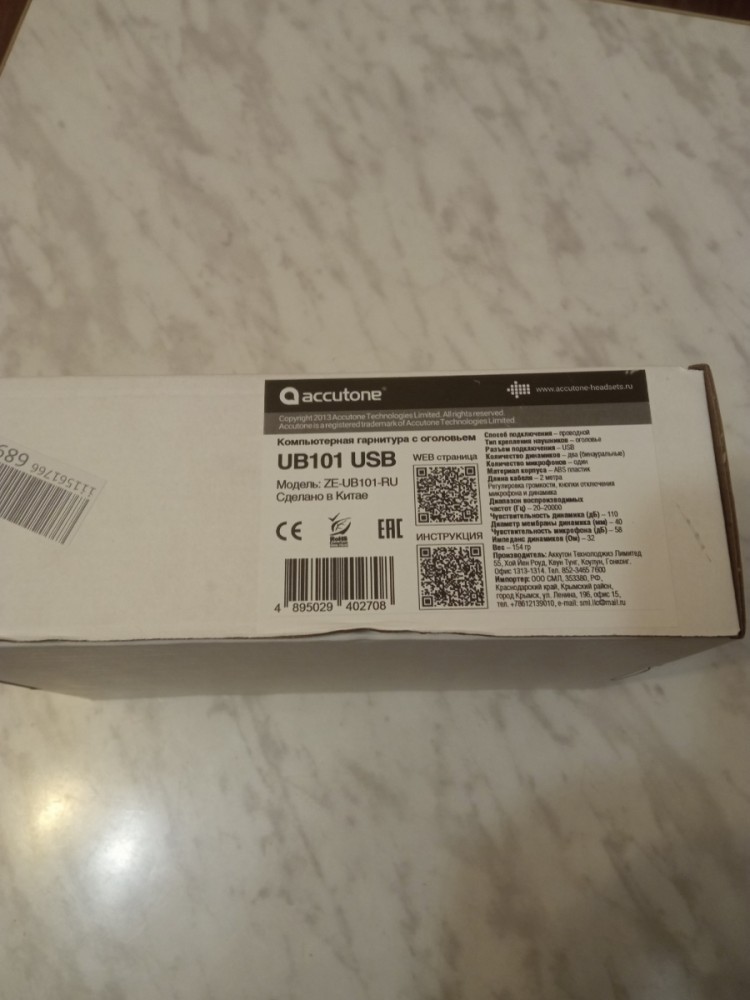 accutone
www.accutone-headsets.ru
Copyright 2013 Accutone Technologies Limited. All rights reserved
Accutone is a registered trademark of Accutone Technologies Limited.
Компьютерная гарнитура с оголовьем
UB101 USB
Модель: ZE-UB101-RU
Сделано в Китае
CE
RoHS
EAC
4 895029 402708
WEB страница
ИНСТРУКЦИЯ
Способ подключения – проводной
Тип крепление наушников – оголовье
Разъем подключения – USB
Количество динамиков – два (бинауральные)
Количество микрофонов – один
Материал корпуса – ABS пластик
Длина кабеля – 2 метра
Регулировка громкости, кнопки отключения
микрофона и динамика
Диапазон воспроизводимых
частот (Гц) – 20-20000
Чувствительность динамика (дБ) – 110
Диаметр мембраны динамика (мм) – 40
Чувствительность микрофона (дБ) – 58
Импеданс динамиков (Ом) – 32
Вес – 154 гр
Производитель: Аккутон Текнолоджиз Лимитед
55, Хой Йен Роуд, Квун Тунг, Коулун, Гонконг.
Офис 1313-1314. Тел. 852-3465 7600
Импортер: ООО СМЛ, 353380, РФ,
Краснодарский край, Крымский район,
город Крымск, ул. Ленина, 196, офис 15,
тел. +78612139010, e-mail: sml.llc@mail.ru
1115561766
689